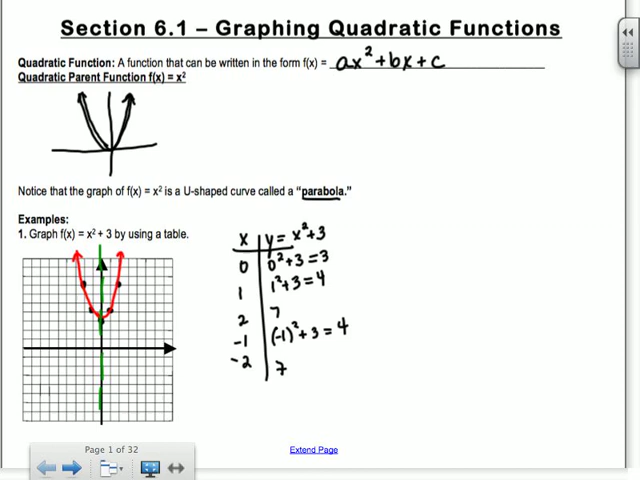 Section 6.1 – Graphing Quadratic Functions
Quadratic Function: A function that can be written in the form f(x) = ax² + bx + c
Quadratic Parent Function f(x) = x²
Notice that the graph of f(x) = x² is a U-shaped curve called a “parabola.”
Examples:
1. Graph f(x) = x² + 3 by using a table.
x y = x² + 3
0 0² + 3 = 3
1 1² + 3 = 4
2 7
-1 (-1)² + 3 = 4
-2 7
Page 1 of 32
Extend Page